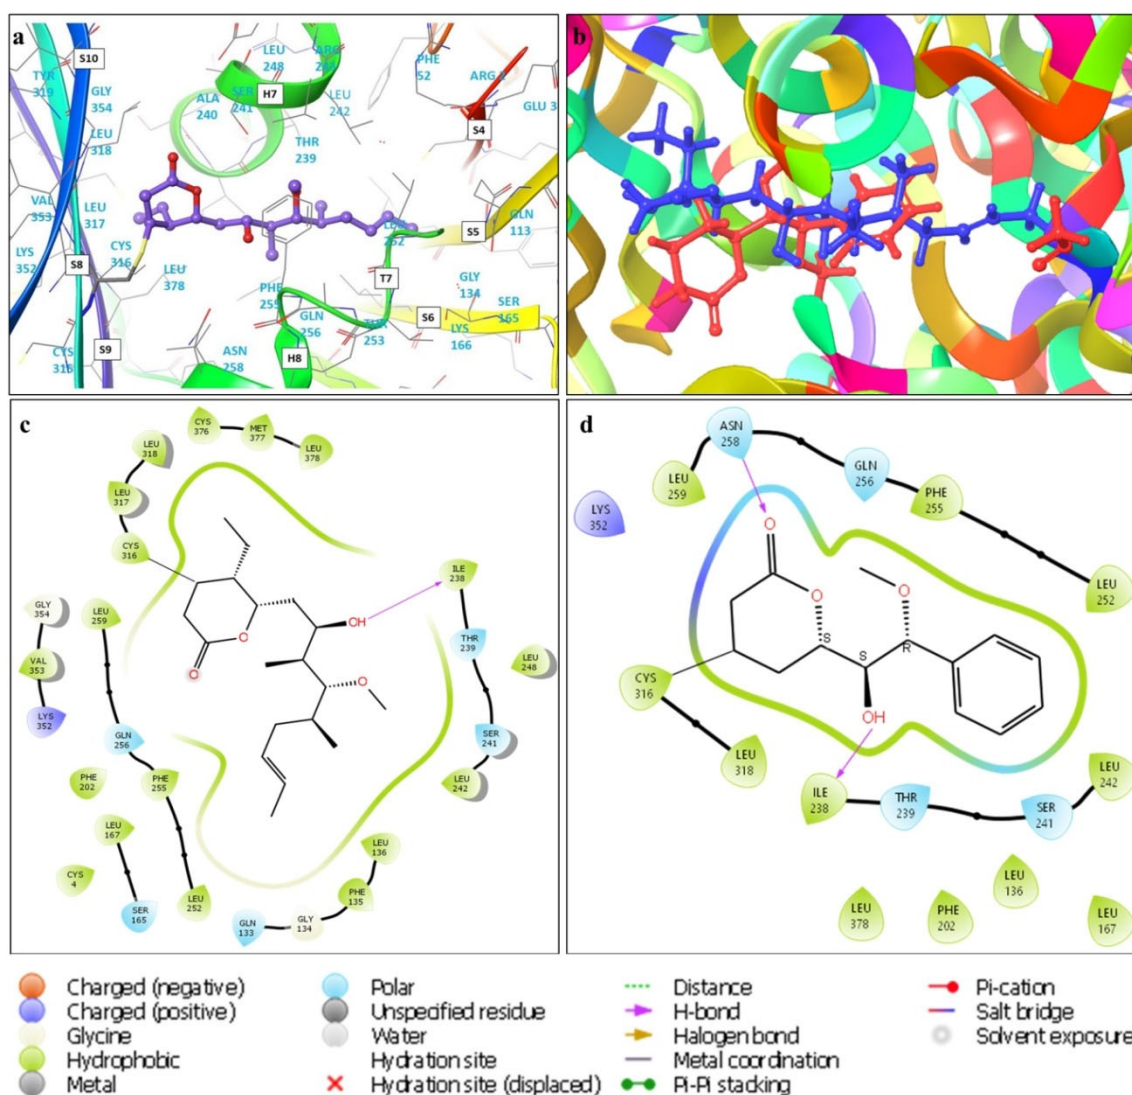 a
S10
TYR
319
GLY
354
LEU
318
VAL
353
LEU
317
LYS
352
S8
CYS
316
LEU
378
S9
CYS
ALA
240
SER
241
H7
LEU
248
ARG
LEU
242
THR
239
PHE
52
ARG
S4
GLU 3
S5
GLN
113
252
T7
GLY
134
SER
165
PHE
255
GLN
256
253
S6
LYS
166
ASN
258
H8
b
c
CYS
376
MET
377
LEU
378
LEU
318
LEU
317
CYS
316
ILE
238
GLY
354
LEU
259
VAL
353
LYS
352
THR
239
LEU
248
SER
241
GLN
256
LEU
242
PHE
202
PHE
255
LEU
167
LEU
136
CYS
4
PHE
135
SER
165
LEU
252
GLN
133
GLY
134
O
O
OH
O
d
ASN
258
LEU
259
GLN
256
PHE
255
LYS
352
LEU
252
O
O
O
S
S
R
OH
CYS
316
LEU
318
ILE
238
THR
239
SER
241
LEU
242
LEU
136
LEU
378
PHE
202
LEU
167
Charged (negative)
Charged (positive)
Glycine
Hydrophobic
Metal
Polar
Unspecified residue
Water
Hydration site
Hydration site (displaced)
Distance
H-bond
Halogen bond
Metal coordination
Pi-Pi stacking
Pi-cation
Salt bridge
Solvent exposure